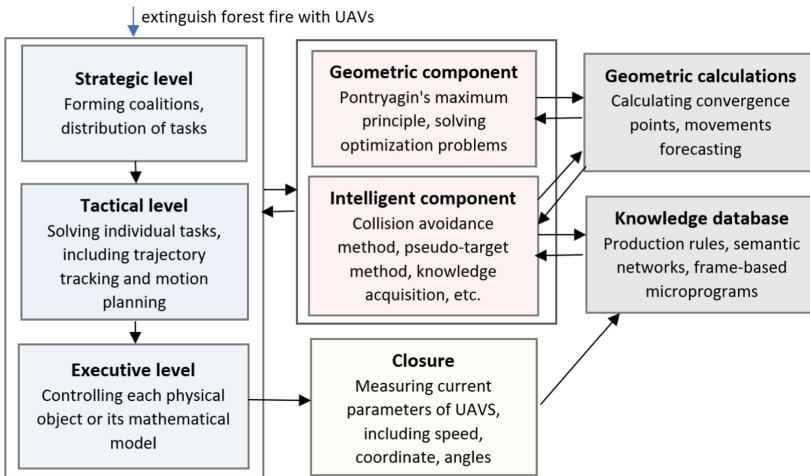 extinguish forest fire with UAVs
Strategic level
Forming coalitions,
distribution of tasks
Tactical level
Solving individual tasks,
including trajectory
tracking and motion
planning
Executive level
Controlling each physical
object or its mathematical
model
Geometric component
Pontryagin's maximum
principle, solving
optimization problems
Intelligent component
Collision avoidance
method, pseudo-target
method, knowledge
acquisition, etc.
Closure
Measuring current
parameters of UAVS,
including speed,
coordinate, angles
Geometric calculations
Calculating convergence
points, movements
forecasting
Knowledge database
Production rules, semantic
networks, frame-based
microprograms